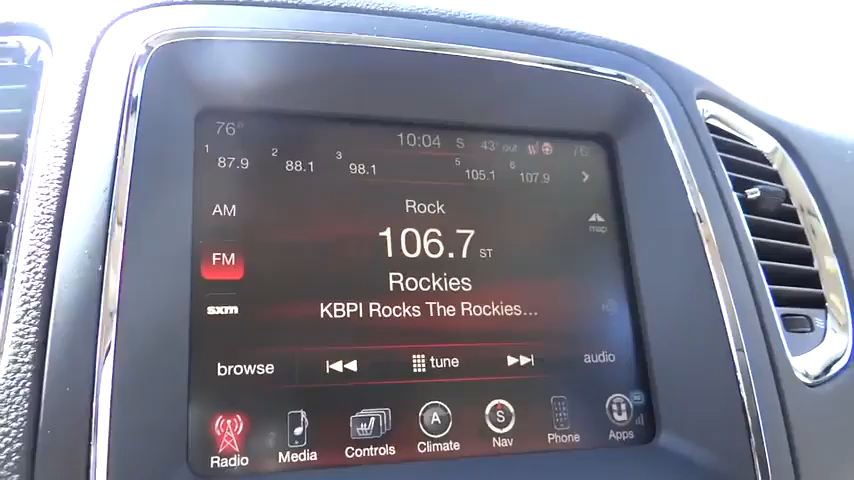 76° 10:04 S 43° out 76°
1 87.9 2 88.1 3 98.1 5 105.1 6 107.9
AM
Rock
map
FM
106.7 ST
Rockies
sxm
KBPI Rocks The Rockies...
browse
tune
audio
Radio
Media
Controls
A
Climate
S
Nav
Phone
Apps